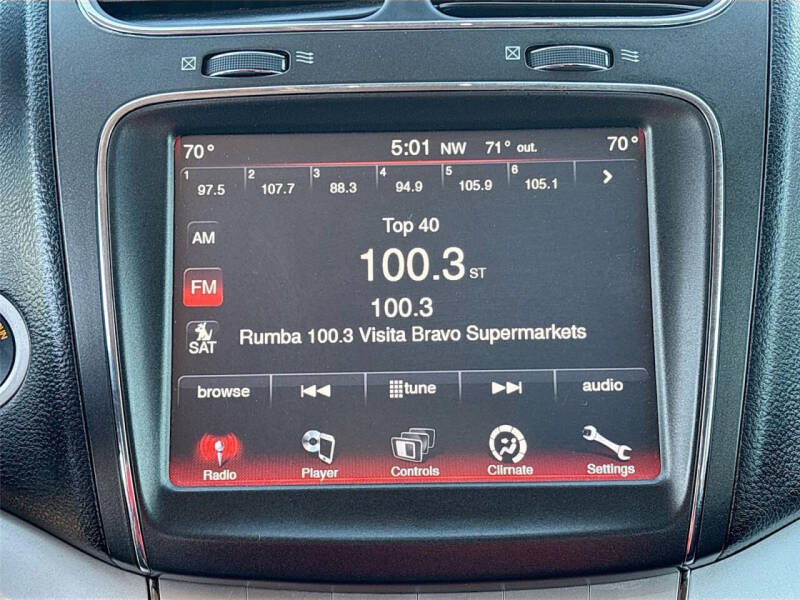 70° 5:01 NW 71° out. 70°
1 97.5 2 107.7 3 88.3 4 94.9 5 105.9 6 105.1
Top 40
AM
100.3 ST
FM
100.3
SAT
Rumba 100.3 Visita Bravo Supermarkets
browse tune audio
Radio Player Controls Climate Settings